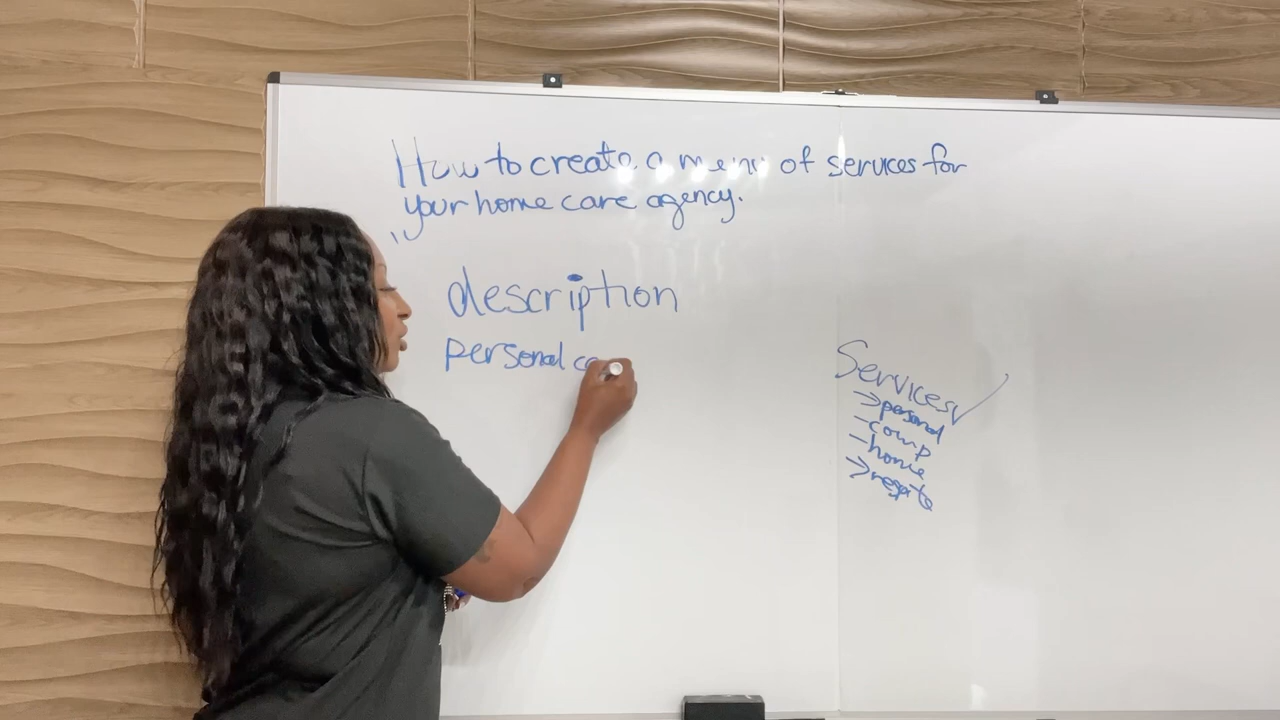 How to create a menu of services for
your home care agency.
description
personal ca
Services ✓
→ personal
- comp
- home
→ respite